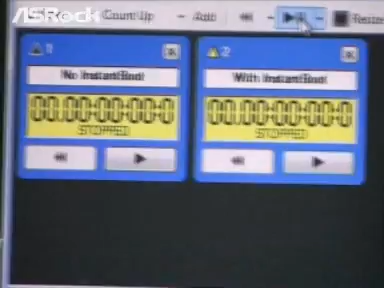 ASRock
Count Up - Add
1
2
No InstantBoot
With InstantBoot
00.00:00:00:0
00.00:00:00:0
STOPPED
STOPPED